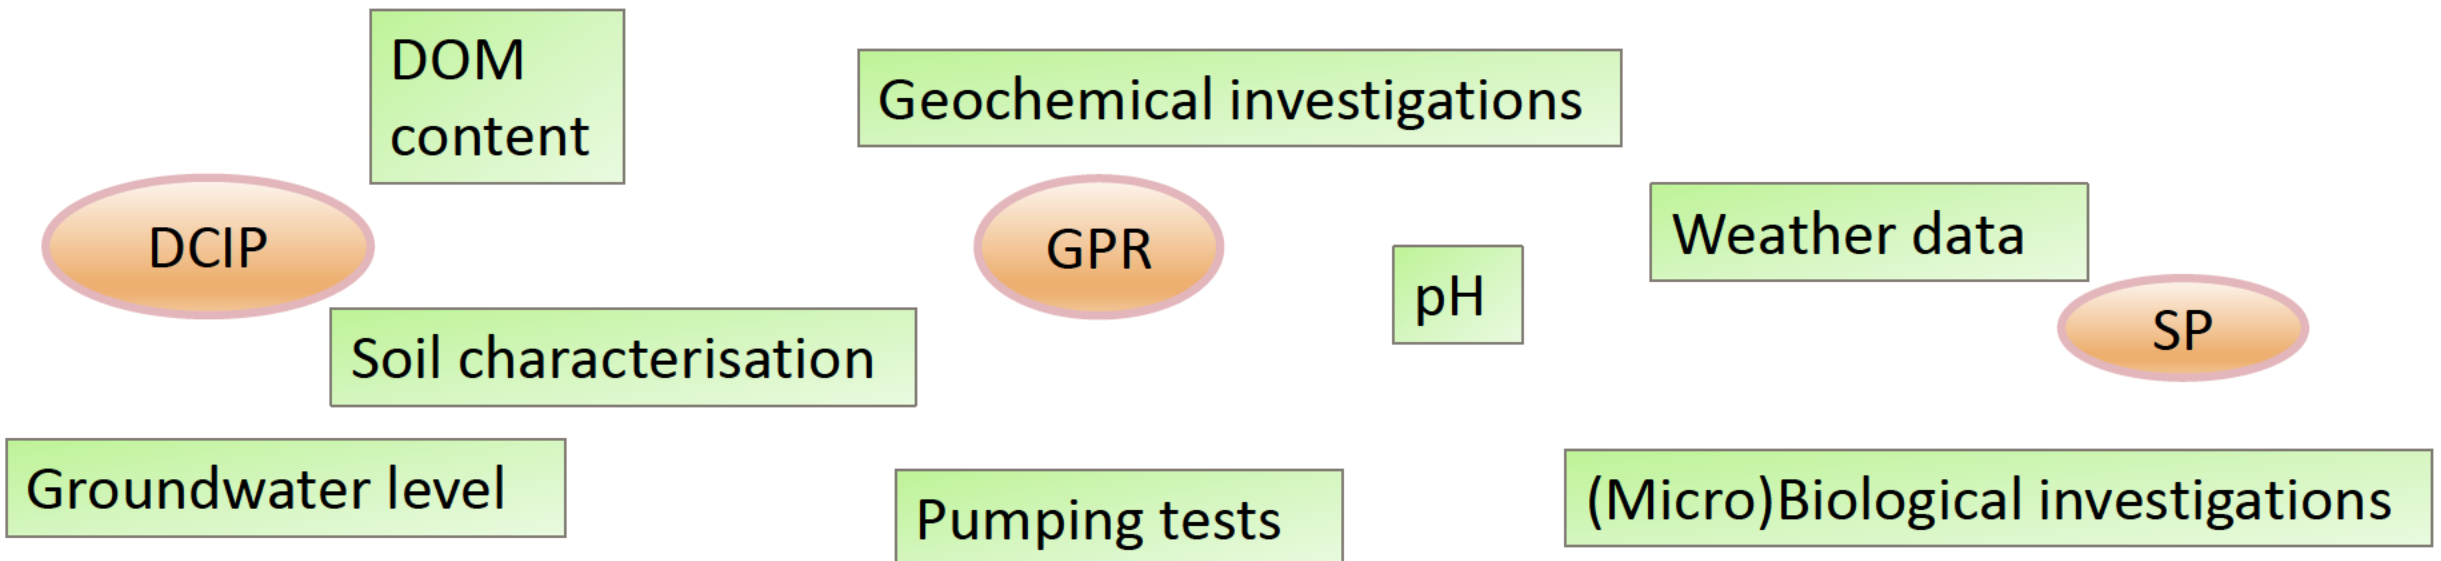 DOM
content
Geochemical investigations
DCIP
GPR
Weather data
pH
SP
Soil characterisation
Groundwater level
Pumping tests
(Micro)Biological investigations